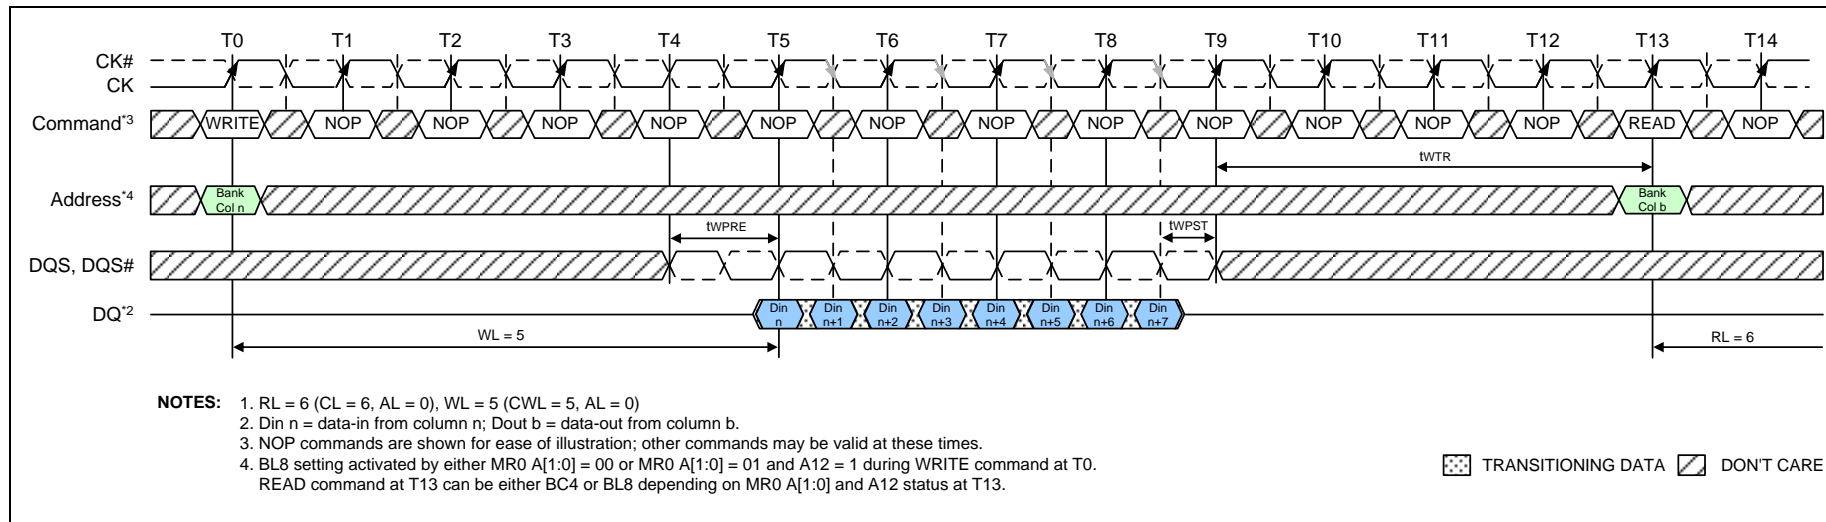 T0 T1 T2 T3 T4 T5 T6 T7 T8 T9 T10 T11 T12 T13 T14
CK#
CK
Command*3 WRITE NOP NOP NOP NOP NOP NOP NOP NOP NOP NOP NOP NOP READ NOP
tWTR
Address*4 Bank Col n Bank Col b
tWPRE tWPST
DQS, DQS#
DQ*2 Din n Din n+1 Din n+2 Din n+3 Din n+4 Din n+5 Din n+6 Din n+7
WL = 5 RL = 6
NOTES: 1. RL = 6 (CL = 6, AL = 0), WL = 5 (CWL = 5, AL = 0)
2. Din n = data-in from column n; Dout b = data-out from column b.
3. NOP commands are shown for ease of illustration; other commands may be valid at these times.
4. BL8 setting activated by either MR0 A[1:0] = 00 or MR0 A[1:0] = 01 and A12 = 1 during WRITE command at T0.
READ command at T13 can be either BC4 or BL8 depending on MR0 A[1:0] and A12 status at T13.
TRANSITIONING DATA DON'T CARE